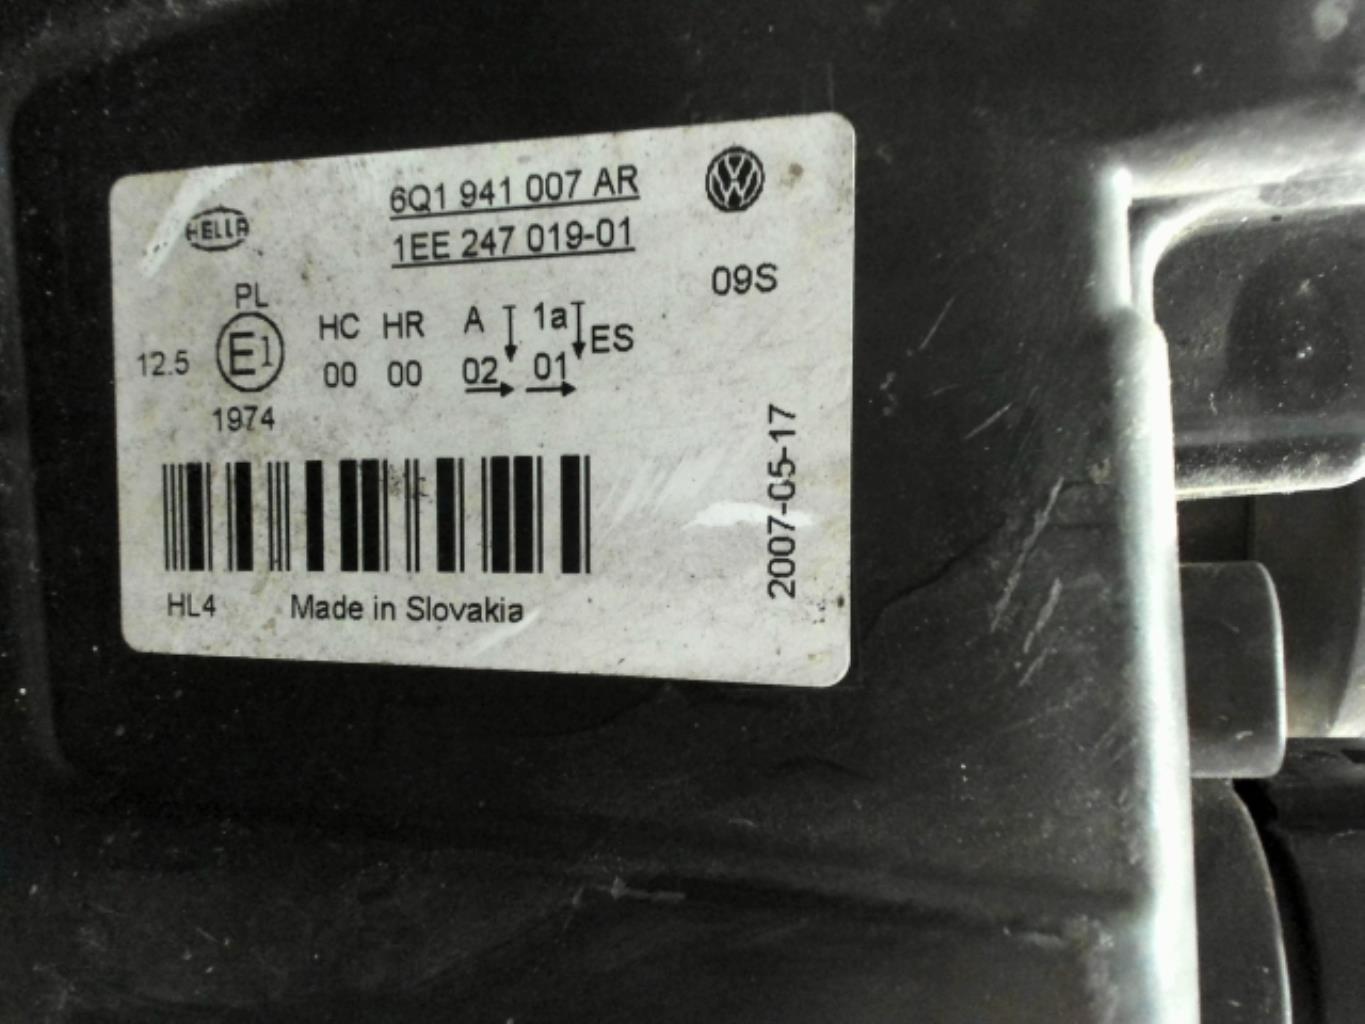 6Q1 941 007 AR
HELLA
1EE 247 019-01
09S
PL
HC HR A 1a ES
12.5 E1
00 00 02 01
1974
2007-05-17
HL4 Made in Slovakia